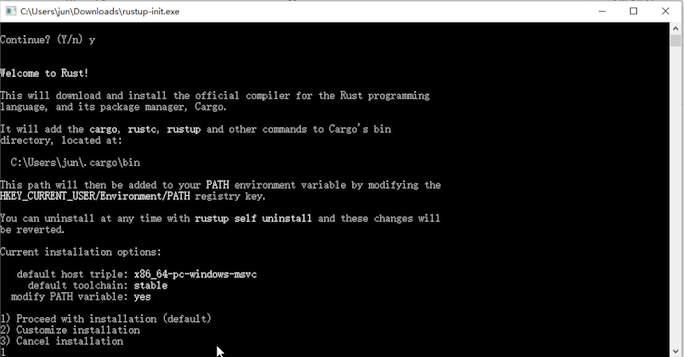 C:\Users\jun\Downloads\rustup-init.exe
Continue? (Y/n) y
Welcome to Rust!
This will download and install the official compiler for the Rust programming
language, and its package manager, Cargo.
It will add the cargo, rustc, rustup and other commands to Cargo's bin
directory, located at:
C:\Users\jun\.cargo\bin
This path will then be added to your PATH environment variable by modifying the
HKEY_CURRENT_USER/Environment/PATH registry key.
You can uninstall at any time with rustup self uninstall and these changes will
be reverted.
Current installation options:
default host triple: x86_64-pc-windows-msvc
default toolchain: stable
modify PATH variable: yes
1) Proceed with installation (default)
2) Customize installation
3) Cancel installation
1